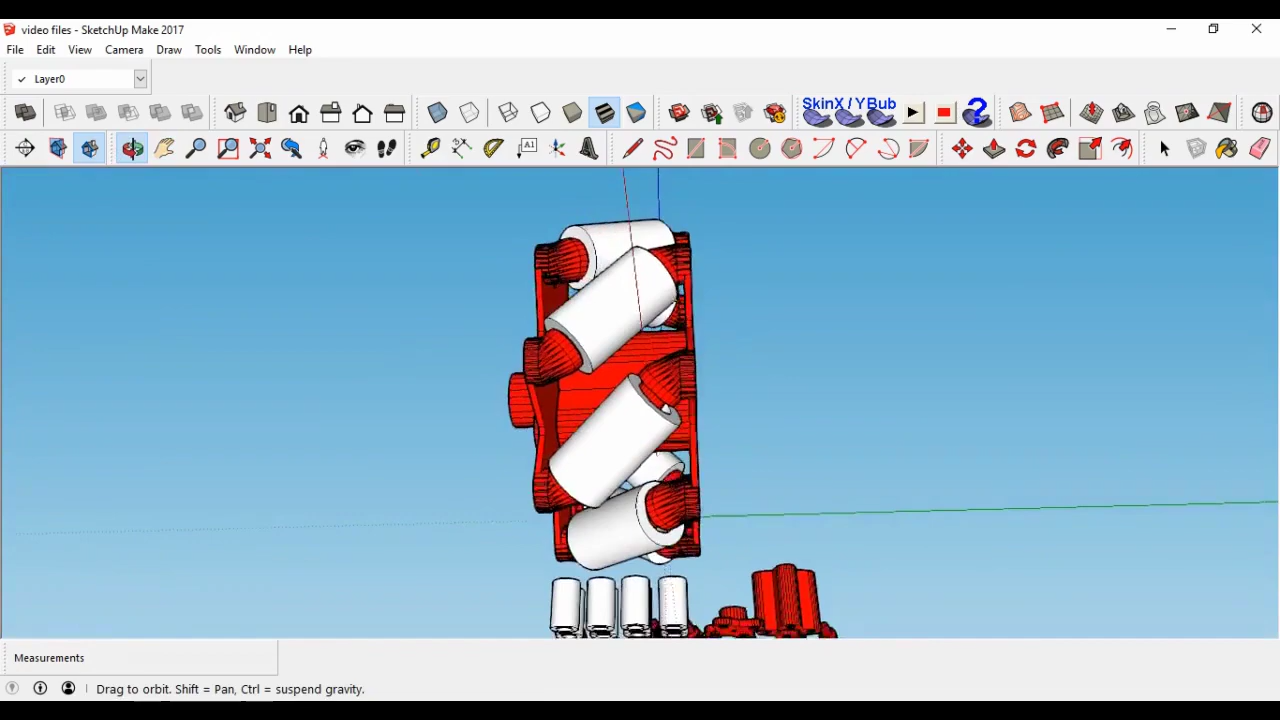 video files - SketchUp Make 2017
File Edit View Camera Draw Tools Window Help
Layer0
SkinX / YBub
?
A1
Measurements
Drag to orbit. Shift = Pan, Ctrl = suspend gravity.